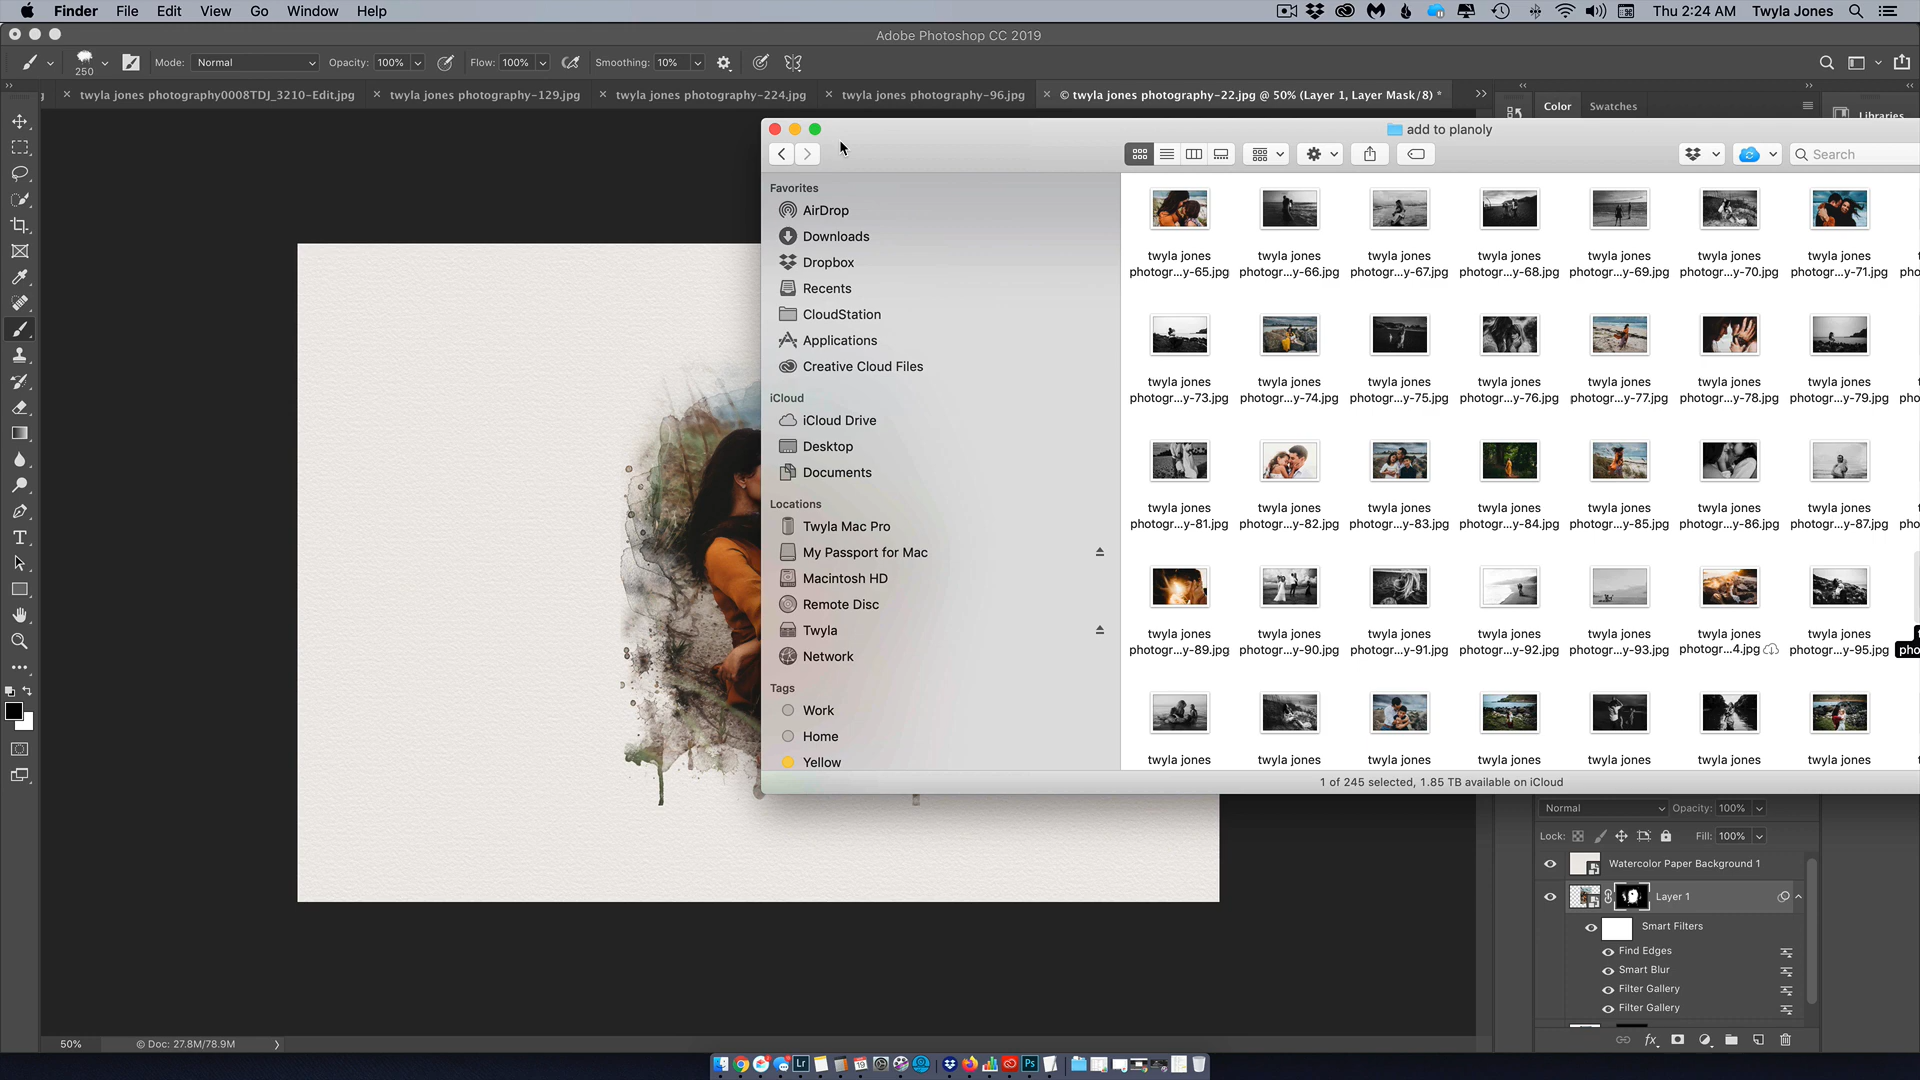 Finder File Edit View Go Window Help
Thu 2:24 AM Twyla Jones
Adobe Photoshop CC 2019
250 Mode: Normal Opacity: 100% Flow: 100% Smoothing: 10%
twyla jones photography0008TDJ_3210-Edit.jpg twyla jones photography-129.jpg twyla jones photography-224.jpg twyla jones photography-96.jpg © twyla jones photography-22.jpg @ 50% (Layer 1, Layer Mask/8) *
Color Swatches
Libraries
add to planoly
Search
Favorites
AirDrop
Downloads
Dropbox
Recents
CloudStation
Applications
Creative Cloud Files
iCloud
iCloud Drive
Desktop
Documents
Locations
Twyla Mac Pro
My Passport for Mac
Macintosh HD
Remote Disc
Twyla
Network
Tags
Work
Home
Yellow
twyla jones twyla jones twyla jones twyla jones twyla jones twyla jones twyla jones
photogr...y-65.jpg photogr...y-66.jpg photogr...y-67.jpg photogr...y-68.jpg photogr...y-69.jpg photogr...y-70.jpg photogr...y-71.jpg
twyla jones twyla jones twyla jones twyla jones twyla jones twyla jones twyla jones
photogr...y-73.jpg photogr...y-74.jpg photogr...y-75.jpg photogr...y-76.jpg photogr...y-77.jpg photogr...y-78.jpg photogr...y-79.jpg pho
twyla jones twyla jones twyla jones twyla jones twyla jones twyla jones twyla jones
photogr...y-81.jpg photogr...y-82.jpg photogr...y-83.jpg photogr...y-84.jpg photogr...y-85.jpg photogr...y-86.jpg photogr...y-87.jpg
twyla jones twyla jones twyla jones twyla jones twyla jones twyla jones twyla jones
photogr...y-89.jpg photogr...y-90.jpg photogr...y-91.jpg photogr...y-92.jpg photogr...y-93.jpg photogr...4.jpg photogr...y-95.jpg pho
twyla jones twyla jones twyla jones twyla jones twyla jones twyla jones twyla jones
1 of 245 selected, 1.85 TB available on iCloud
Normal Opacity: 100%
Lock: Fill: 100%
Watercolor Paper Background 1
Layer 1
Smart Filters
Find Edges
Smart Blur
Filter Gallery
Filter Gallery
50% © Doc: 27.8M/78.9M